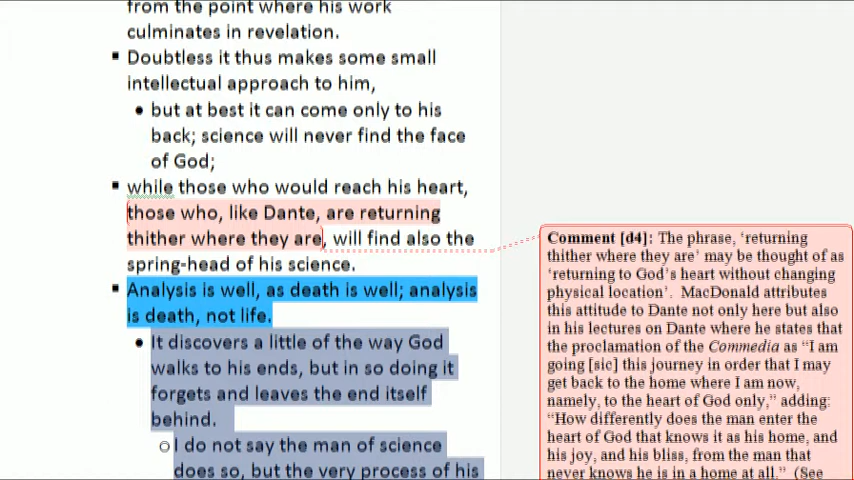 from the point where his work
culminates in revelation.
▪ Doubtless it thus makes some small
intellectual approach to him,
• but at best it can come only to his
back; science will never find the face
of God;
▪ while those who would reach his heart,
those who, like Dante, are returning
thither where they are, will find also the
spring-head of his science.
▪ Analysis is well, as death is well; analysis
is death, not life.
• It discovers a little of the way God
walks to his ends, but in so doing it
forgets and leaves the end itself
behind.
○ I do not say the man of science
does so, but the very process of his
Comment [d4]: The phrase, ‘returning
thither where they are’ may be thought of as
‘returning to God’s heart without changing
physical location’. MacDonald attributes
this attitude to Dante not only here but also
in his lectures on Dante where he states that
the proclamation of the Commedia as “I am
going [sic] this journey in order that I may
get back to the home where I am now,
namely, to the heart of God only,” adding:
“How differently does the man enter the
heart of God that knows it as his home, and
his joy, and his bliss, from the man that
never knows he is in a home at all.” (See